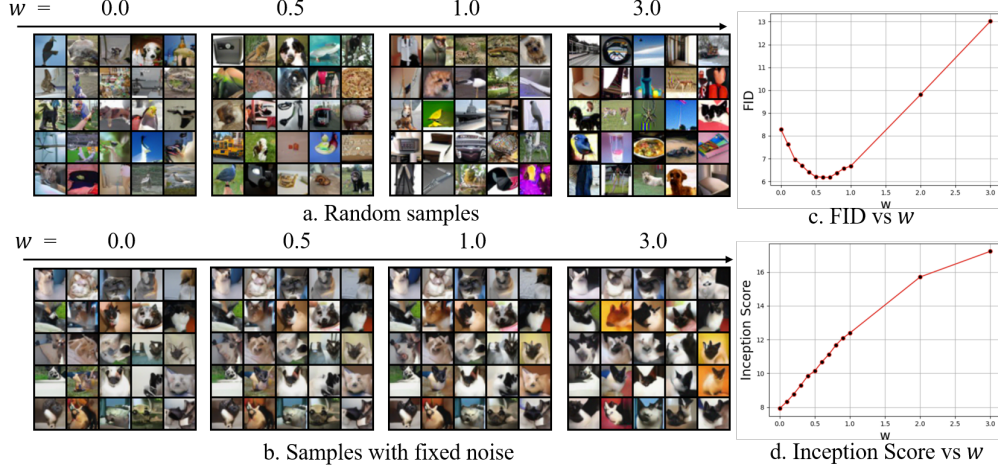 w = 0.0 0.5 1.0 3.0
a. Random samples
w = 0.0 0.5 1.0 3.0
b. Samples with fixed noise
FID
13
12
11
10
9
8
7
6
0.0 0.5 1.0 1.5 2.0 2.5 3.0
w
c. FID vs w
Inception Score
16
14
12
10
8
0.0 0.5 1.0 1.5 2.0 2.5 3.0
w
d. Inception Score vs w